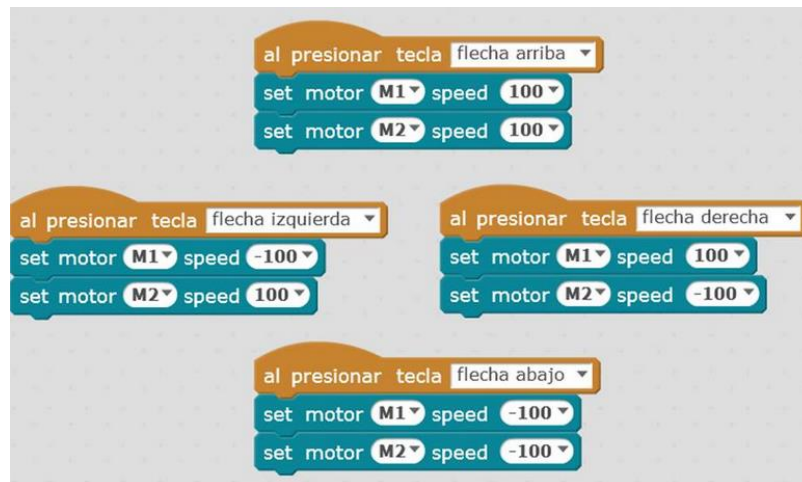 al presionar tecla flecha arriba
set motor M1 speed 100
set motor M2 speed 100
al presionar tecla flecha izquierda
set motor M1 speed -100
set motor M2 speed 100
al presionar tecla flecha derecha
set motor M1 speed 100
set motor M2 speed -100
al presionar tecla flecha abajo
set motor M1 speed -100
set motor M2 speed -100